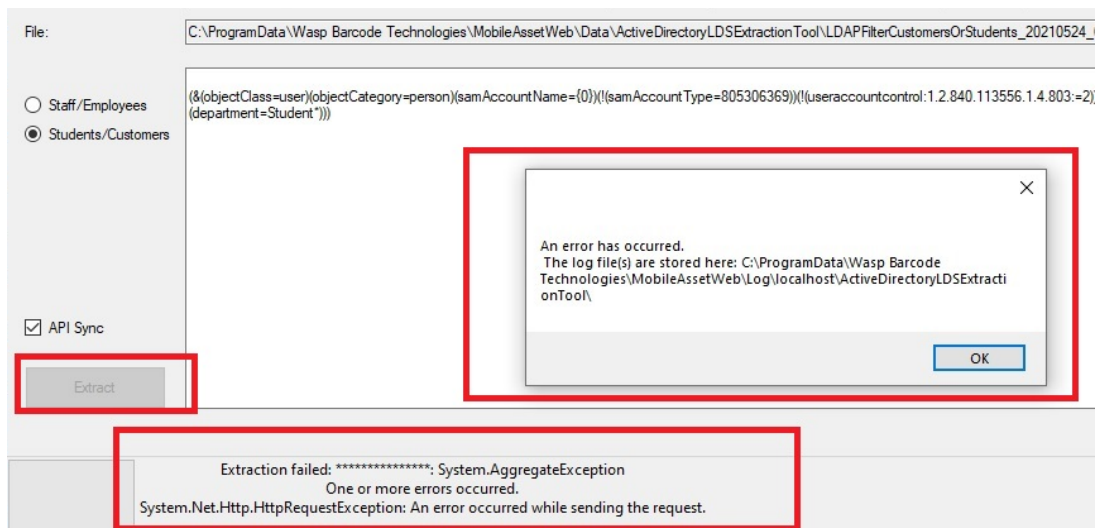 File:
C:\ProgramData\Wasp Barcode Technologies\MobileAssetWeb\Data\ActiveDirectoryLDSExtractionTool\LDAPFilterCustomersOrStudents_20210524_
Staff/Employees
Students/Customers
(&(objectClass=user)(objectCategory=person)(samAccountName={0})(!(samAccountType=805306369))(!(useraccountcontrol:1.2.840.113556.1.4.803:=2))
(department=Student*)))
An error has occurred.
The log file(s) are stored here: C:\ProgramData\Wasp Barcode
Technologies\MobileAssetWeb\Log\localhost\ActiveDirectoryLDSExtracti
onTool\
OK
API Sync
Extract
Extraction failed: ***************: System.AggregateException
One or more errors occurred.
System.Net.Http.HttpRequestException: An error occurred while sending the request.